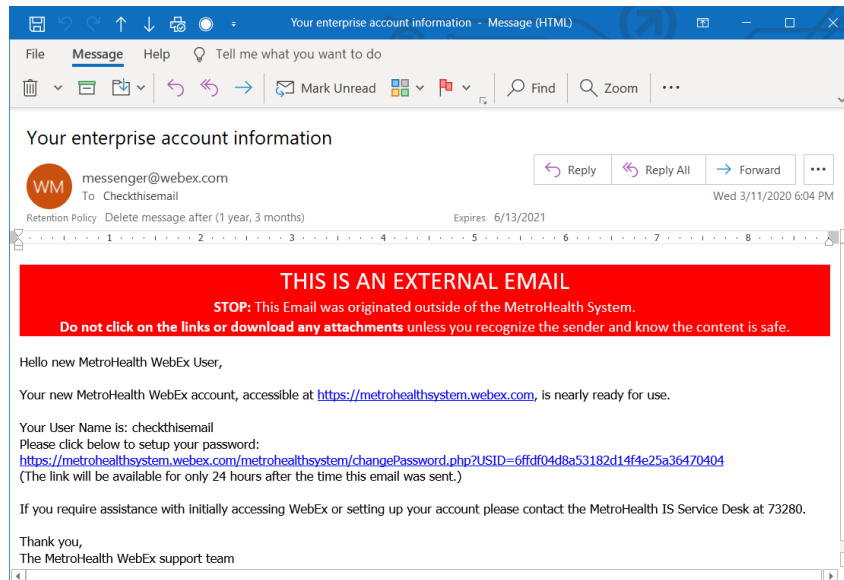 Your enterprise account information - Message (HTML)
File Message Help Tell me what you want to do
Mark Unread Find Zoom
Your enterprise account information
WM
messenger@webex.com
To Checkthisemail
Reply Reply All Forward
Wed 3/11/2020 6:04 PM
Retention Policy Delete message after (1 year, 3 months) Expires 6/13/2021
1 2 3 4 5 6 7 8
THIS IS AN EXTERNAL EMAIL
STOP: This Email was originated outside of the MetroHealth System.
Do not click on the links or download any attachments unless you recognize the sender and know the content is safe.
Hello new MetroHealth WebEx User,
Your new MetroHealth WebEx account, accessible at https://metrohealthsystem.webex.com, is nearly ready for use.
Your User Name is: checkthisemail
Please click below to setup your password:
https://metrohealthsystem.webex.com/metrohealthsystem/changePassword.php?USID=6ffdf04d8a53182d14f4e25a36470404
(The link will be available for only 24 hours after the time this email was sent.)
If you require assistance with initially accessing WebEx or setting up your account please contact the MetroHealth IS Service Desk at 73280.
Thank you,
The MetroHealth WebEx support team